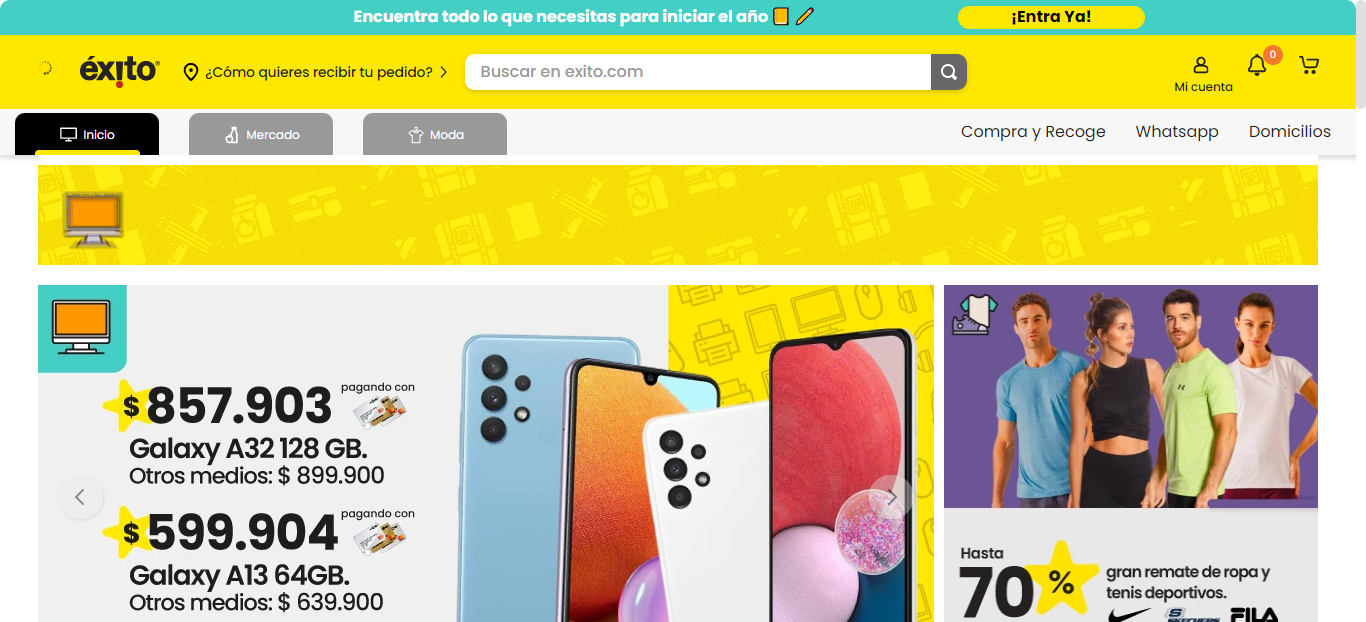 Encuentra todo lo que necesitas para iniciar el año
¡Entra Ya!
éxito
¿Cómo quieres recibir tu pedido?
Buscar en exito.com
Mi cuenta
0
Inicio
Mercado
Moda
Compra y Recoge
Whatsapp
Domicilios
$857.903 pagando con
Galaxy A32 128 GB.
Otros medios: $ 899.900
$599.904 pagando con
Galaxy A13 64GB.
Otros medios: $ 639.900
Hasta
70%
gran remate de ropa y
tenis deportivos.
SKECHERS FILA